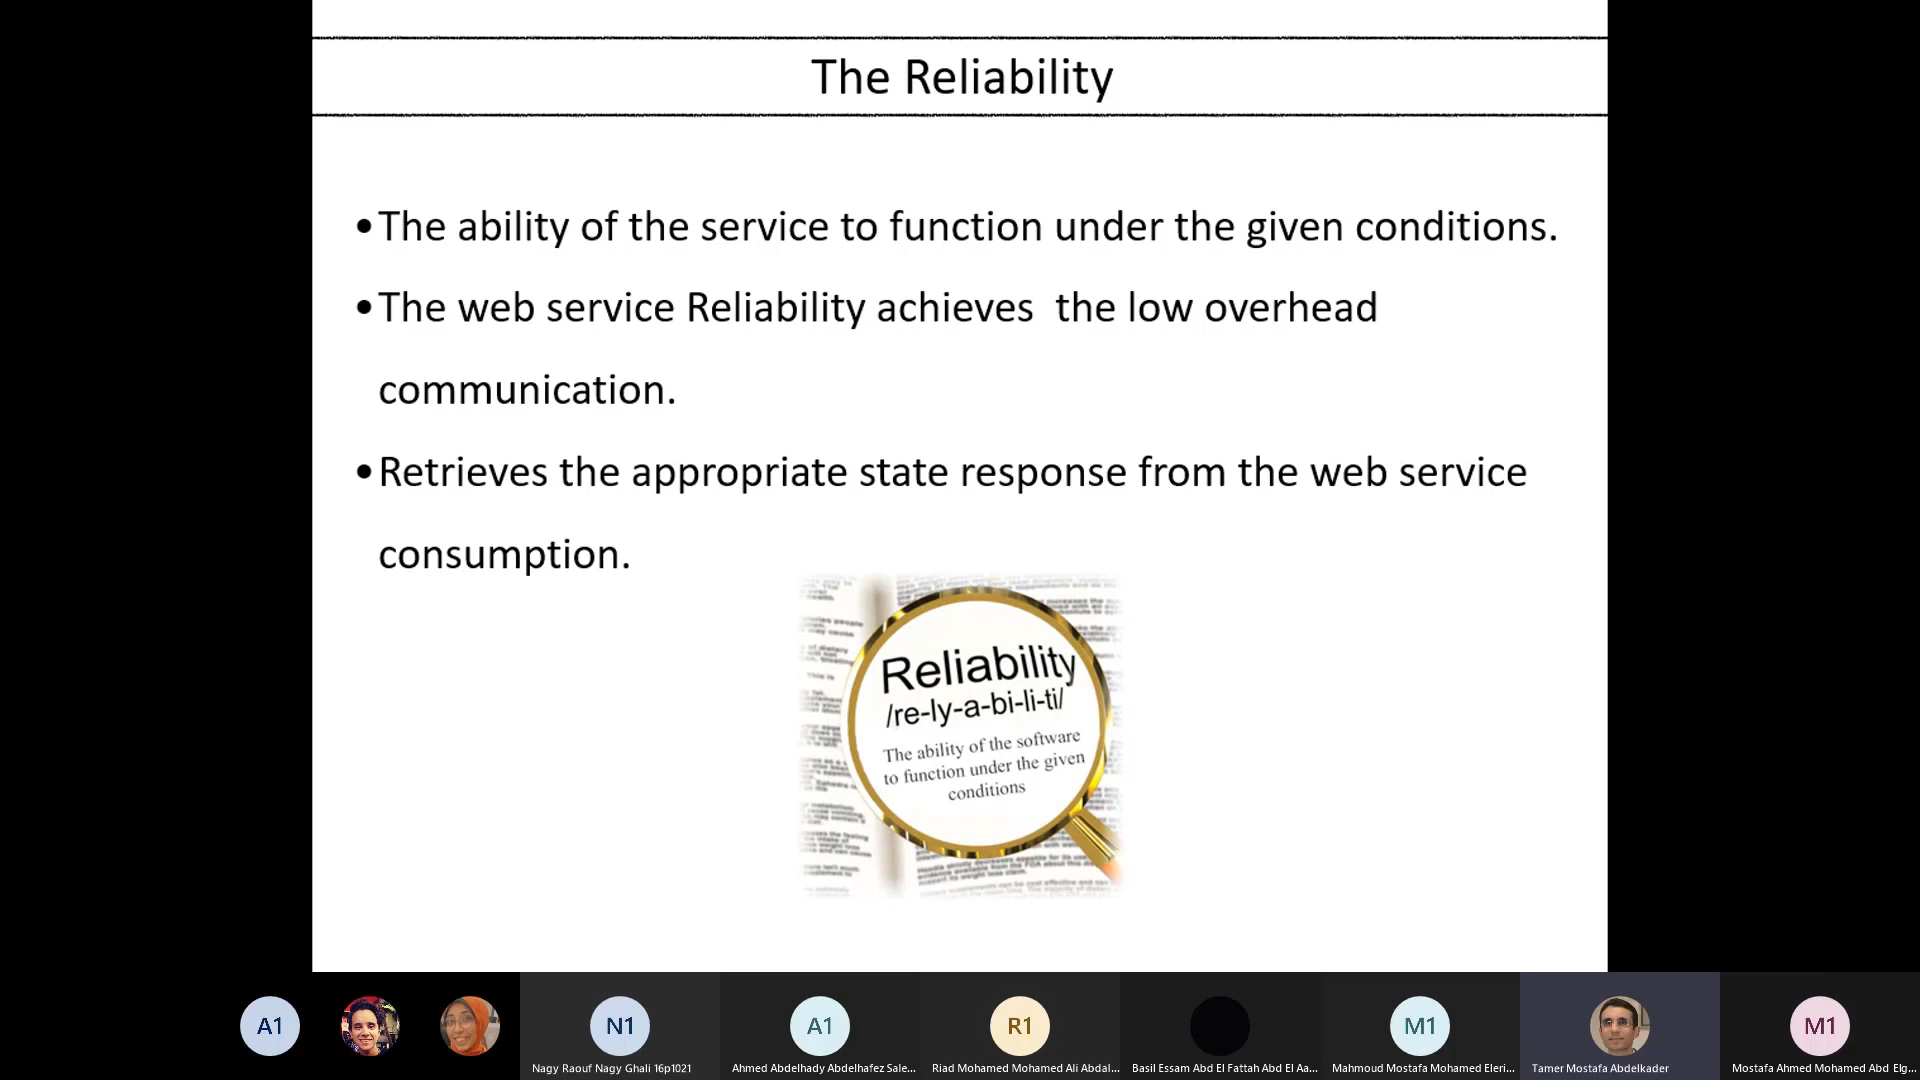 The Reliability
•The ability of the service to function under the given conditions.
•The web service Reliability achieves  the low overhead
communication.
•Retrieves the appropriate state response from the web service
consumption.
Reliability
/re-ly-a-bi-li-ti/
The ability of the software
to function under the given
conditions
A1
N1
A1
R1
M1
M1
Nagy Raouf Nagy Ghali 16p1021
Ahmed Abdelhady Abdelhafez Sale...
Riad Mohamed Mohamed Ali Abdal...
Basil Essam Abd El Fattah Abd El Aa...
Mahmoud Mostafa Mohamed Eleri...
Tamer Mostafa Abdelkader
Mostafa Ahmed Mohamed Abd Elg...